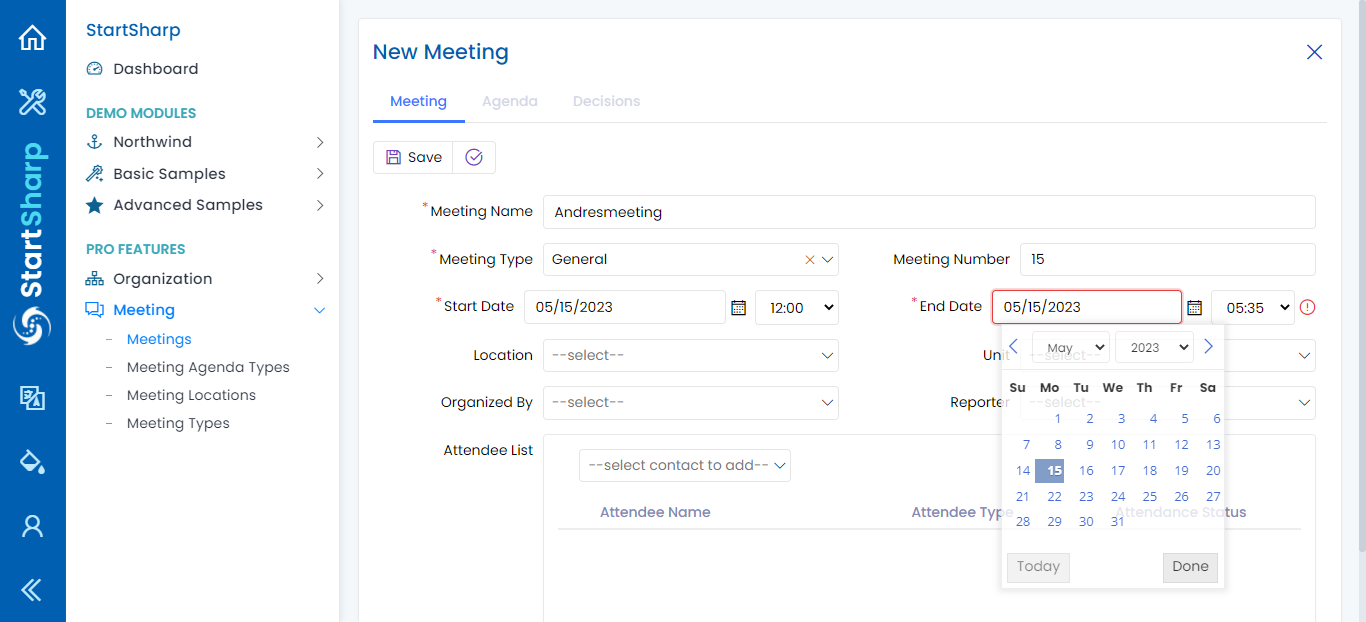 StartSharp
StartSharp
Dashboard
DEMO MODULES
Northwind
Basic Samples
Advanced Samples
PRO FEATURES
Organization
Meeting
Meetings
Meeting Agenda Types
Meeting Locations
Meeting Types
New Meeting
Meeting Agenda Decisions
Save
*Meeting Name Andresmeeting
*Meeting Type General Meeting Number 15
*Start Date 05/15/2023 12:00 *End Date 05/15/2023 05:35
Location --select-- Unit --select--
Organized By --select-- Reporter --select--
Attendee List
--select contact to add--
Attendee Name Attendee Type Attendance Status
May 2023
Su Mo Tu We Th Fr Sa
1 2 3 4 5 6
7 8 9 10 11 12 13
14 15 16 17 18 19 20
21 22 23 24 25 26 27
28 29 30 31
Today Done